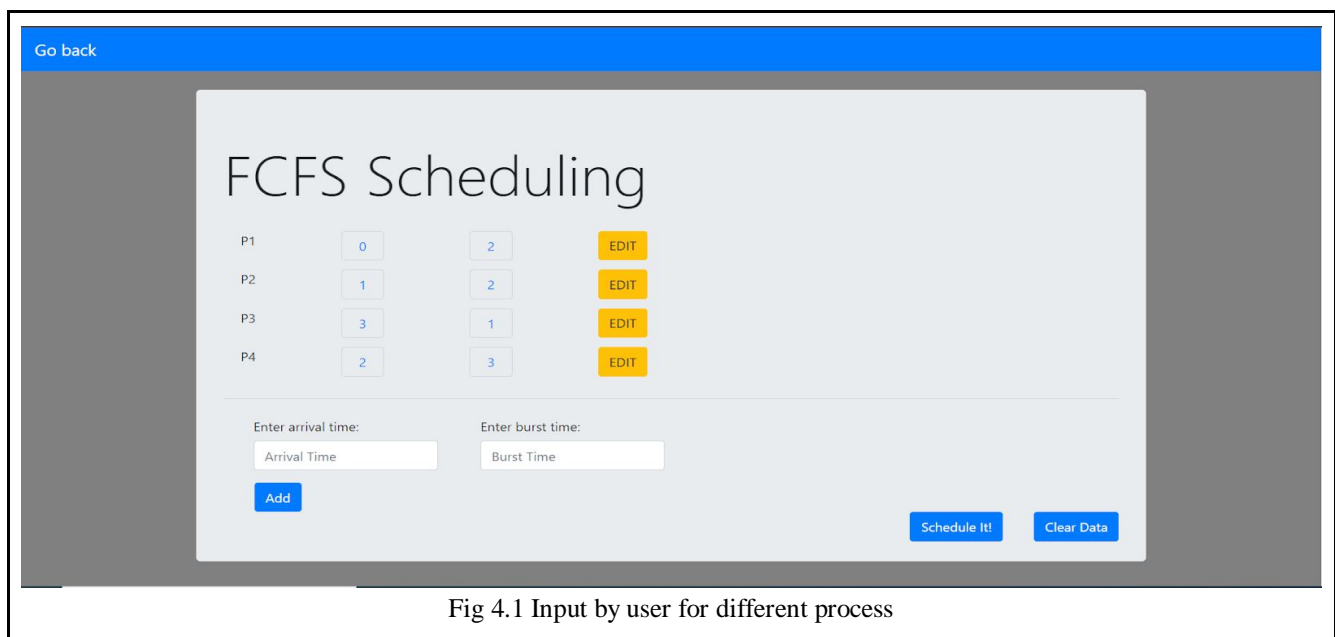 Go back
FCFS Scheduling
P1 0 2 EDIT
P2 1 2 EDIT
P3 3 1 EDIT
P4 2 3 EDIT
Enter arrival time: Enter burst time:
Arrival Time Burst Time
Add
Schedule It! Clear Data
Fig 4.1 Input by user for different process